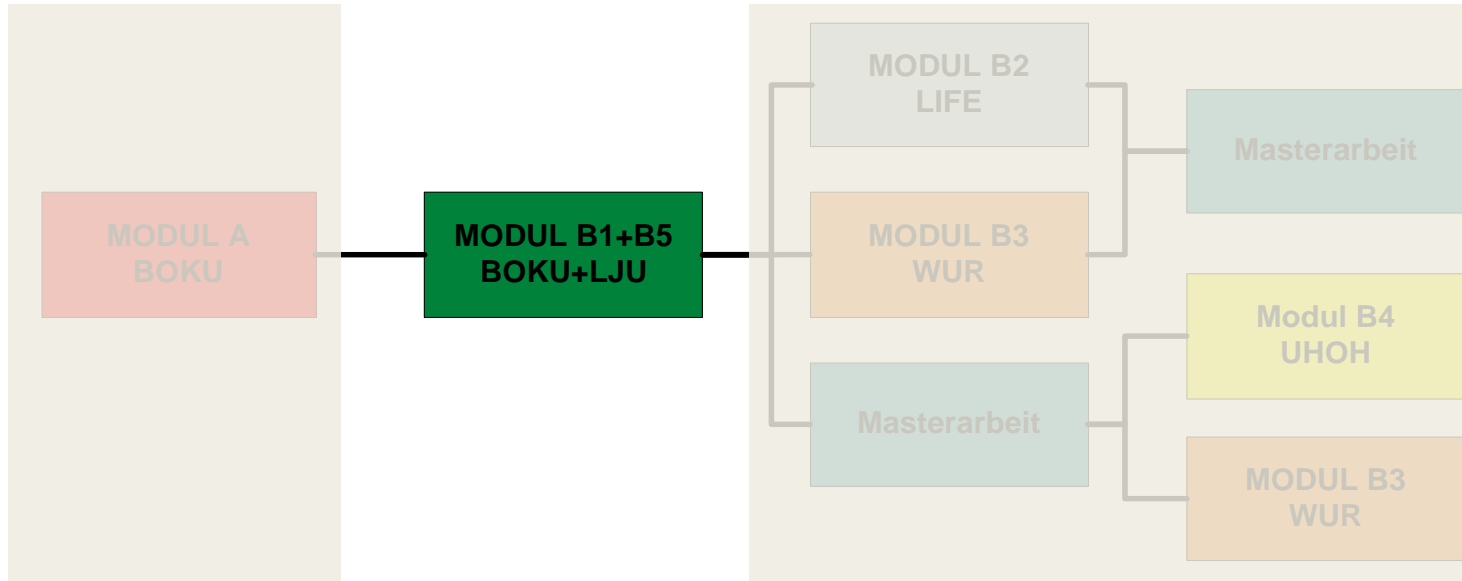 MODUL A
BOKU
MODUL B1+B5
BOKU+LJU
MODUL B2
LIFE
MODUL B3
WUR
Masterarbeit
Masterarbeit
Modul B4
UHOH
MODUL B3
WUR